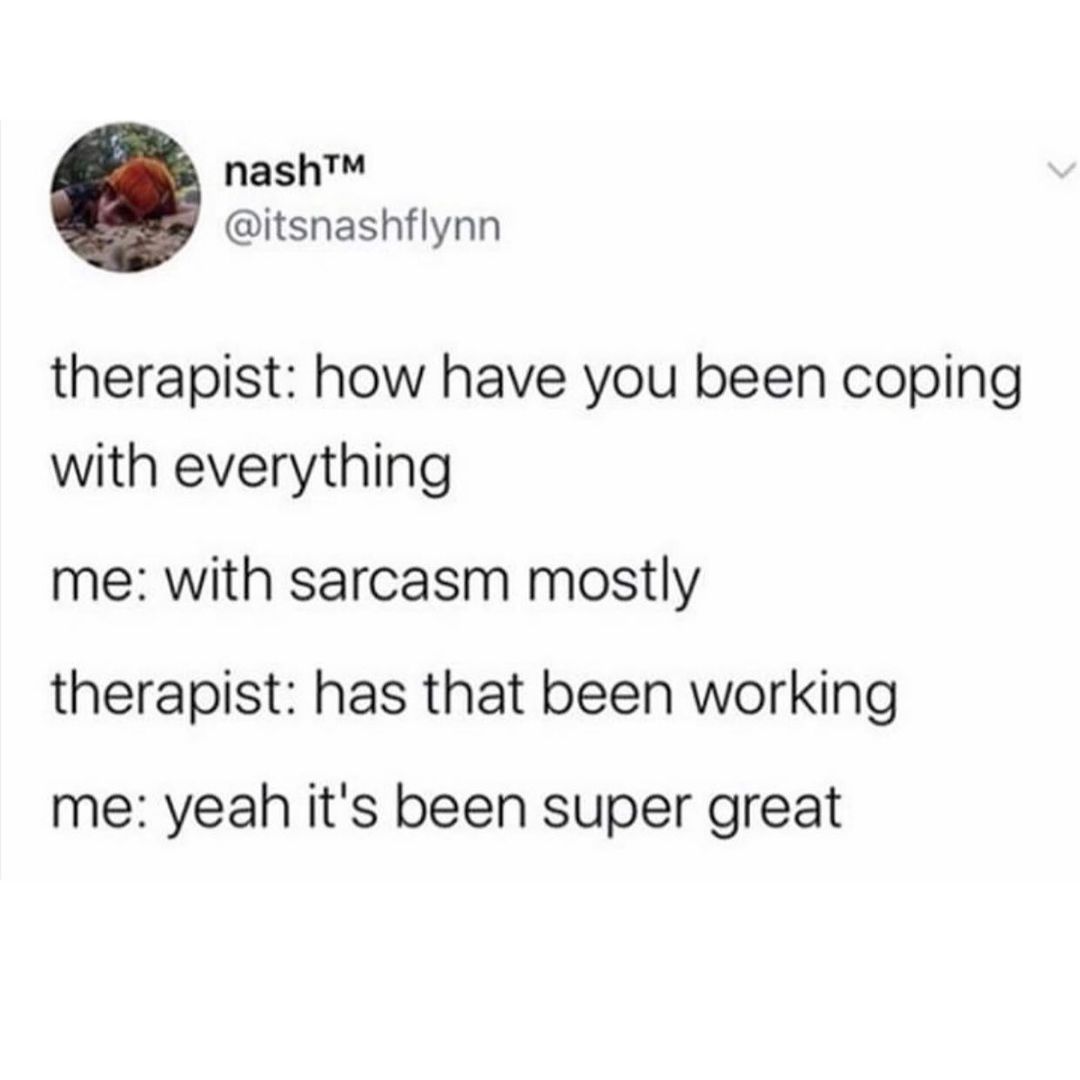 nash™
@itsnashflynn
therapist: how have you been coping
with everything
me: with sarcasm mostly
therapist: has that been working
me: yeah it's been super great